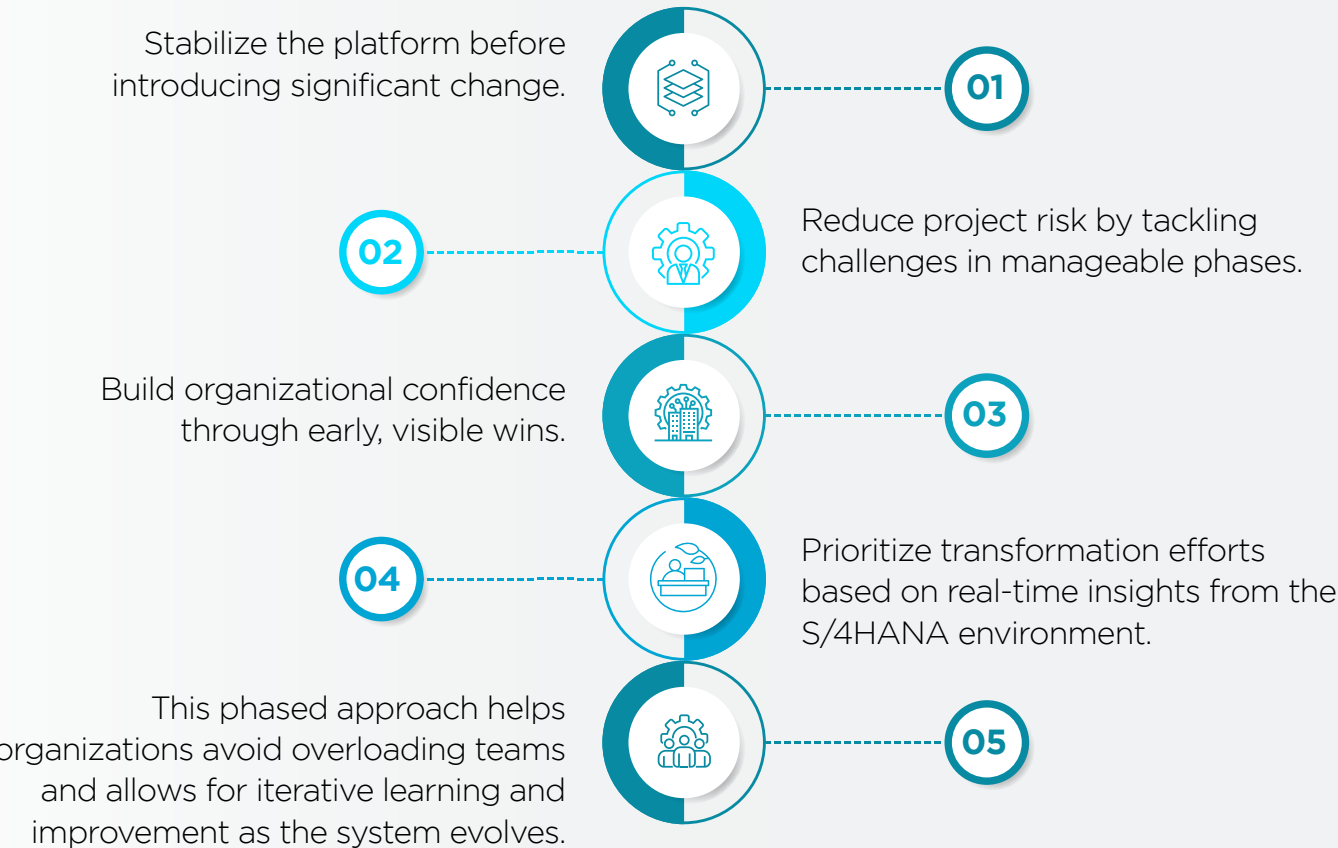 Stabilize the platform before
introducing significant change.
01
02
Reduce project risk by tackling
challenges in manageable phases.
Build organizational confidence
through early, visible wins.
03
04
Prioritize transformation efforts
based on real-time insights from the
S/4HANA environment.
This phased approach helps
organizations avoid overloading teams
and allows for iterative learning and
improvement as the system evolves.
05